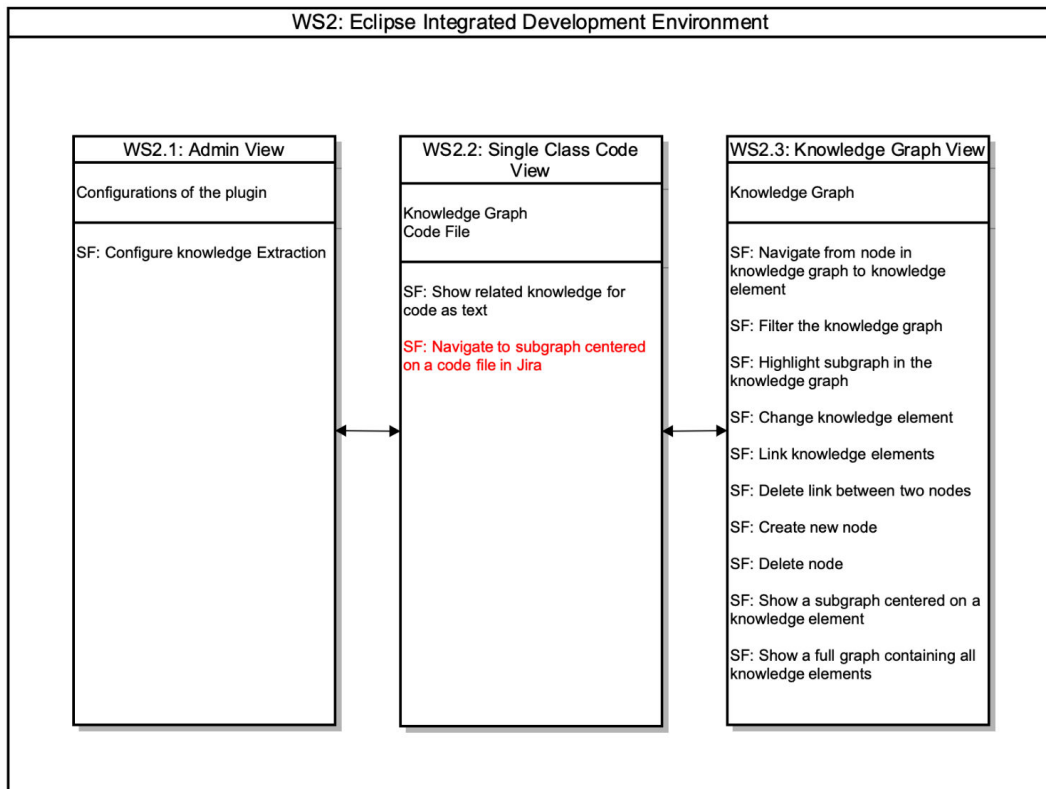 WS2: Eclipse Integrated Development Environment
WS2.1: Admin View
Configurations of the plugin
SF: Configure knowledge Extraction
WS2.2: Single Class Code
View
Knowledge Graph
Code File
SF: Show related knowledge for
code as text
SF: Navigate to subgraph centered
on a code file in Jira
WS2.3: Knowledge Graph View
Knowledge Graph
SF: Navigate from node in
knowledge graph to knowledge
element
SF: Filter the knowledge graph
SF: Highlight subgraph in the
knowledge graph
SF: Change knowledge element
SF: Link knowledge elements
SF: Delete link between two nodes
SF: Create new node
SF: Delete node
SF: Show a subgraph centered on a
knowledge element
SF: Show a full graph containing all
knowledge elements